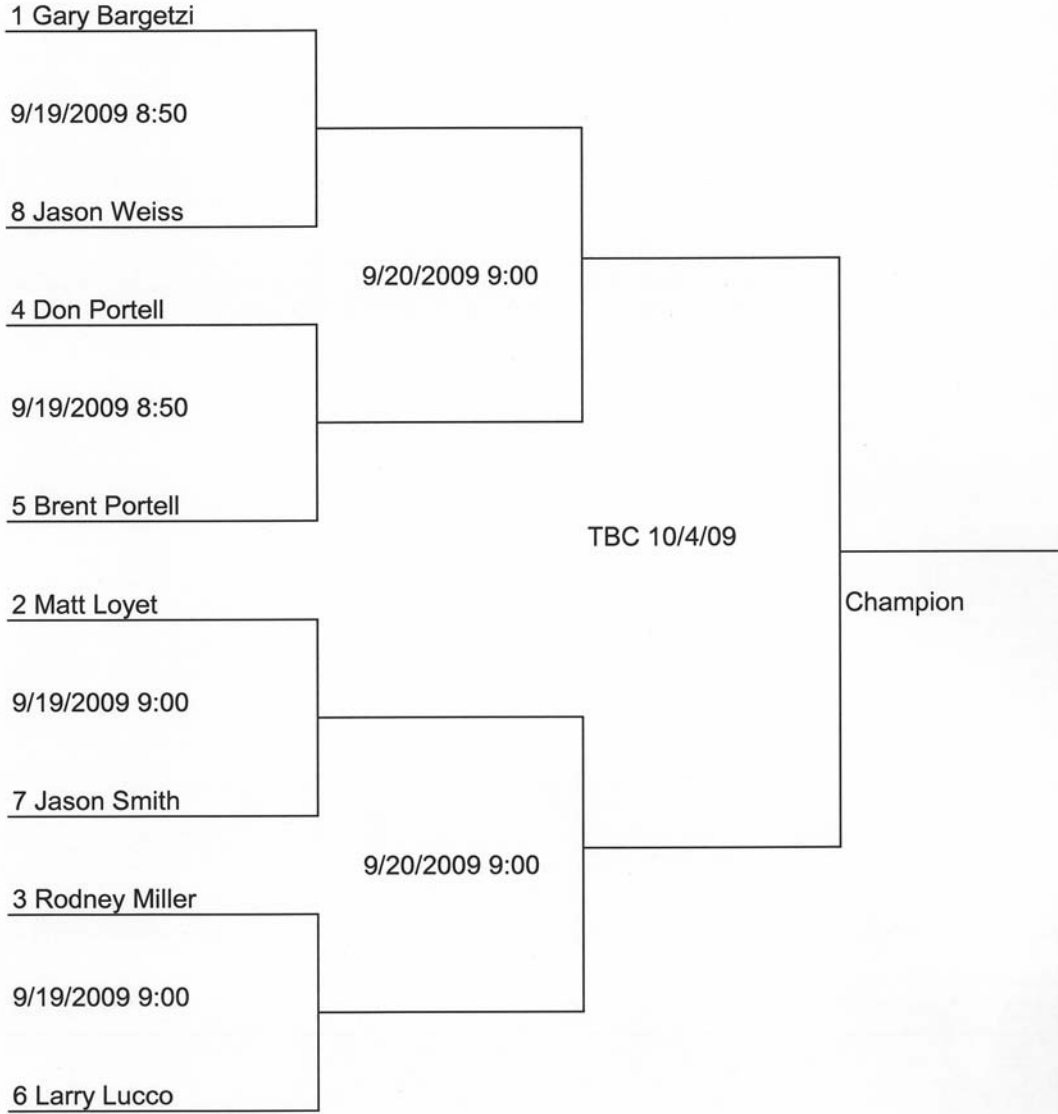 1 Gary Bargetzi
9/19/2009 8:50
8 Jason Weiss
9/20/2009 9:00
4 Don Portell
9/19/2009 8:50
5 Brent Portell
TBC 10/4/09
Champion
2 Matt Loyet
9/19/2009 9:00
7 Jason Smith
9/20/2009 9:00
3 Rodney Miller
9/19/2009 9:00
6 Larry Lucco